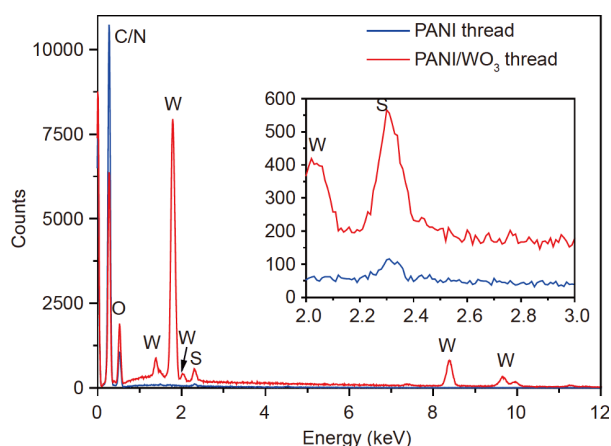 10000
7500
5000
2500
0
Counts
C/N
O
W
W
W
S
W
W
PANI thread
PANI/WO₃ thread
600
500
400
300
200
100
0
W
S
2.0 2.2 2.4 2.6 2.8 3.0
0 2 4 6 8 10 12
Energy (keV)